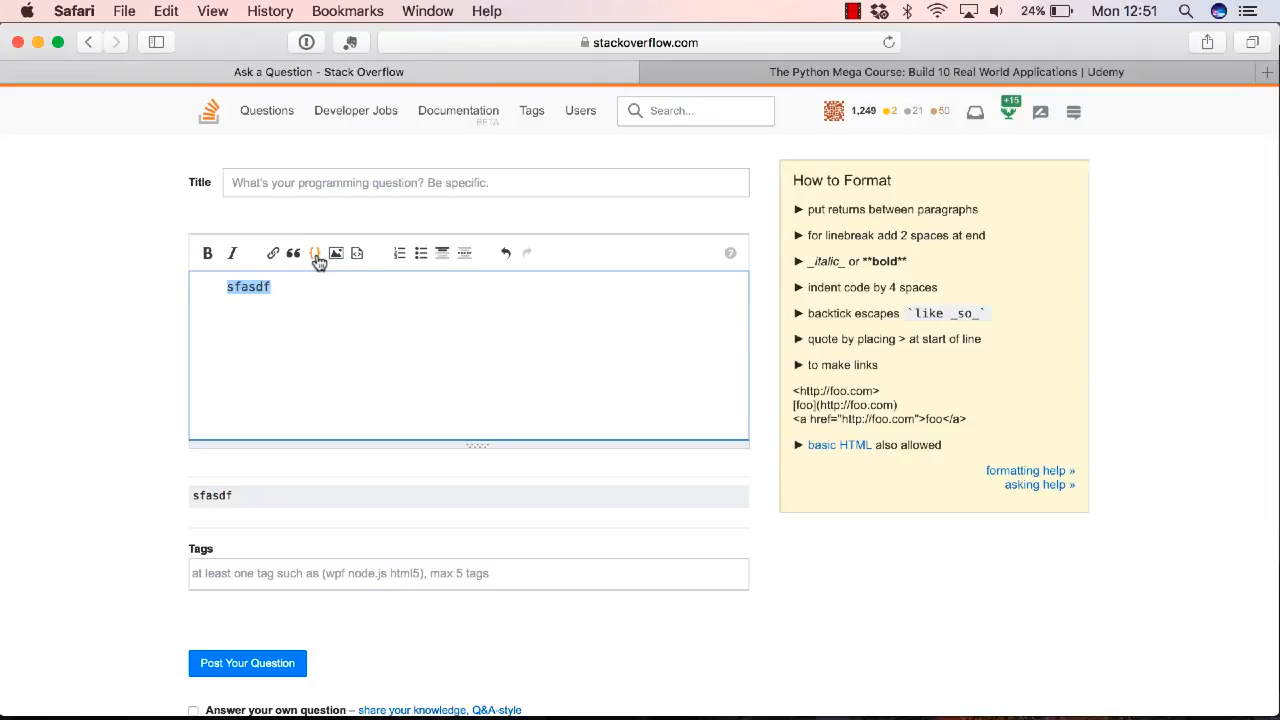 Safari File Edit View History Bookmarks Window Help 24% Mon 12:51
stackoverflow.com
Ask a Question - Stack Overflow The Python Mega Course: Build 10 Real World Applications | Udemy
Questions Developer Jobs Documentation BETA Tags Users Search... 1,249 2 21 50 +15
Title What's your programming question? Be specific.
B I
sfasdf
sfasdf
Tags
at least one tag such as (wpf node.js html5), max 5 tags
Post Your Question
Answer your own question – share your knowledge, Q&A-style
How to Format
► put returns between paragraphs
► for linebreak add 2 spaces at end
► _italic_ or **bold**
► indent code by 4 spaces
► backtick escapes `like _so_`
► quote by placing > at start of line
► to make links
<http://foo.com>
[foo](http://foo.com)
<a href="http://foo.com">foo</a>
► basic HTML also allowed
formatting help »
asking help »